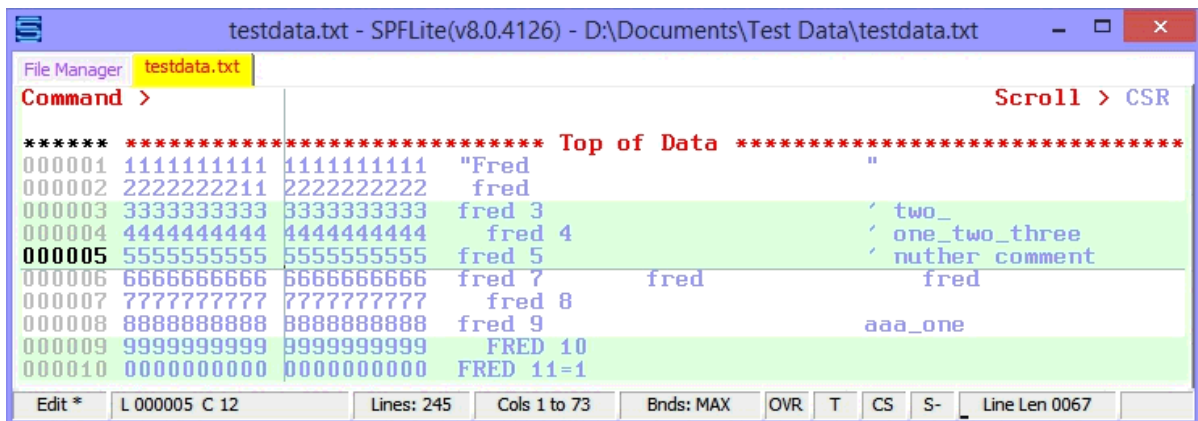 testdata.txt - SPFLite(v8.0.4126) - D:\Documents\Test Data\testdata.txt
File Manager testdata.txt
Command > Scroll > CSR
****** ***************************** Top of Data *******************************
000001 1111111111 1111111111 "Fred "
000002 2222222211 2222222222 fred
000003 3333333333 3333333333 fred 3 ' two_
000004 4444444444 4444444444 fred 4 ' one_two_three
000005 5555555555 5555555555 fred 5 ' nuther comment
000006 6666666666 6666666666 fred 7 fred fred
000007 7777777777 7777777777 fred 8
000008 8888888888 8888888888 fred 9 aaa_one
000009 9999999999 9999999999 FRED 10
000010 0000000000 0000000000 FRED 11=1
Edit * L 000005 C 12 Lines: 245 Cols 1 to 73 Bnds: MAX OVR T CS S- Line Len 0067